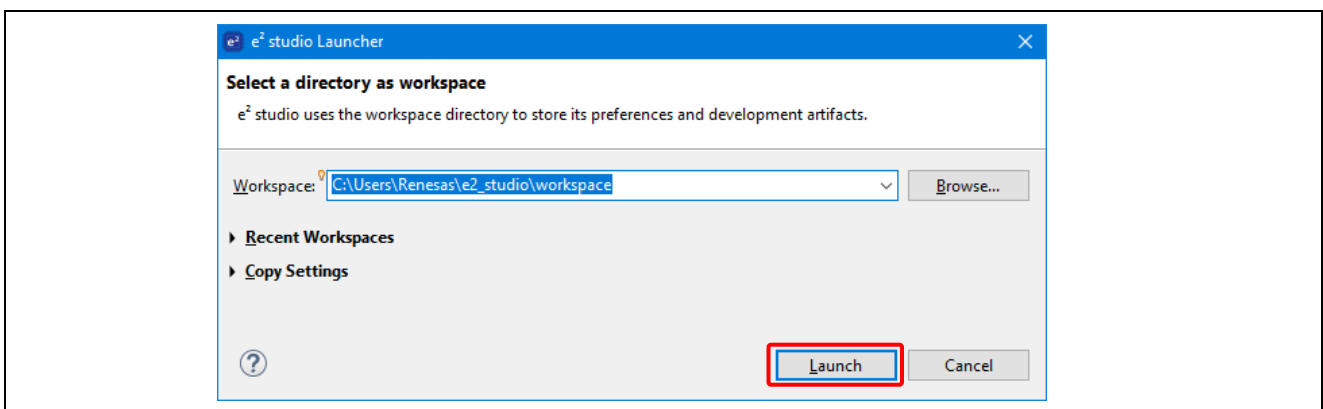 e² e² studio Launcher
Select a directory as workspace
e² studio uses the workspace directory to store its preferences and development artifacts.
Workspace: C:\Users\Renesas\e2_studio\workspace Browse...
Recent Workspaces
Copy Settings
? Launch Cancel